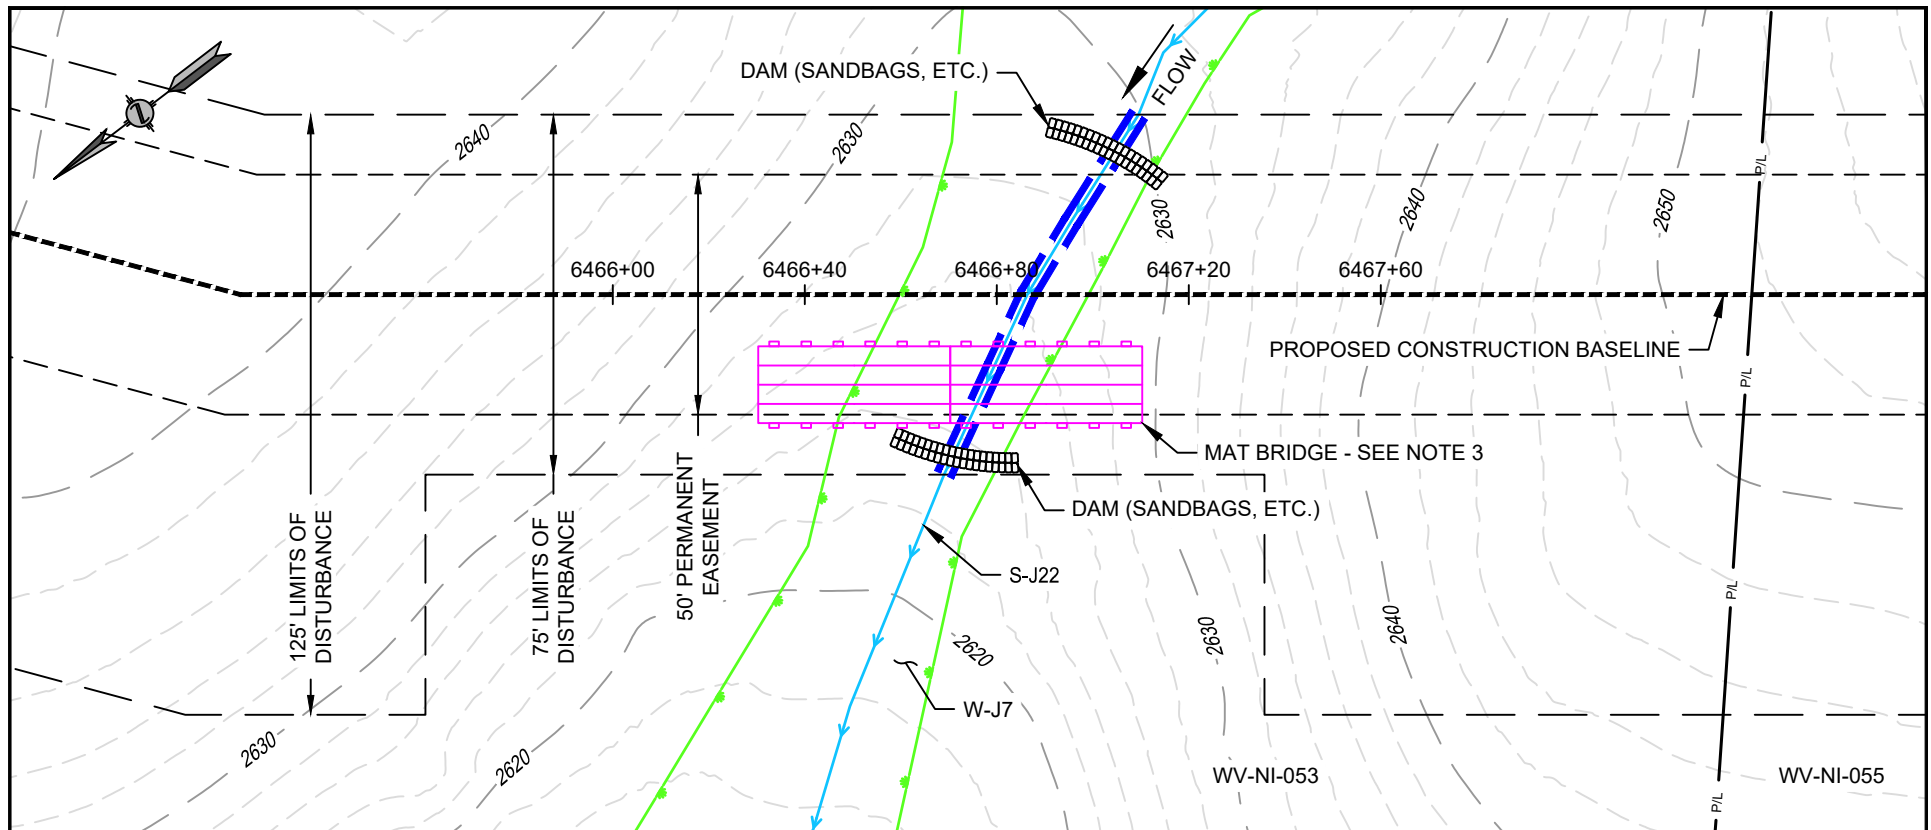 DAM (SANDBAGS, ETC.)
FLOW
2640
2630
P/L
2630
2640
2650
6466+00
6466+40
6466+80
6467+20
6467+60
PROPOSED CONSTRUCTION BASELINE
P/L
MAT BRIDGE - SEE NOTE 3
DAM (SANDBAGS, ETC.)
125' LIMITS OF
DISTURBANCE
75' LIMITS OF
DISTURBANCE
50' PERMANENT
EASEMENT
S-J22
P/L
2620
2630
2640
W-J7
2630
2620
WV-NI-053
WV-NI-055
P/L